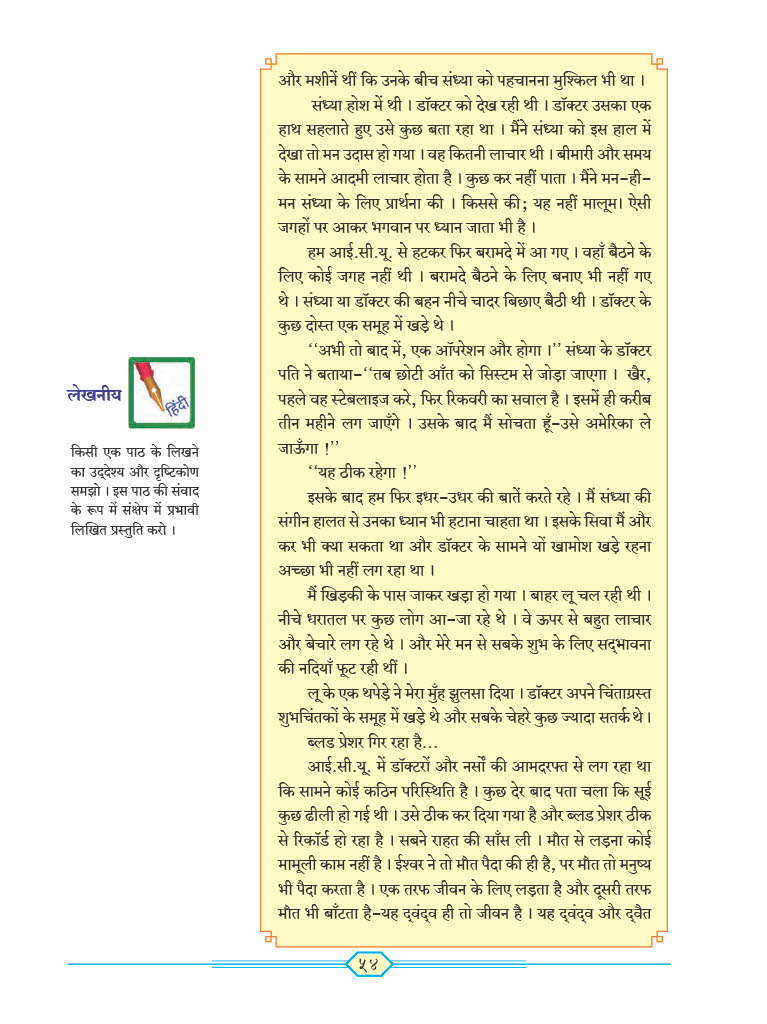 और मशीनें थीं कि उनके बीच संध्या को पहचानना मुश्किल भी था ।
संध्या होश में थी । डॉक्टर को देख रही थी । डॉक्टर उसका एक
हाथ सहलाते हुए उसे कुछ बता रहा था । मैंने संध्या को इस हाल में
देखा तो मन उदास हो गया । वह कितनी लाचार थी । बीमारी और समय
के सामने आदमी लाचार होता है । कुछ कर नहीं पाता । मैंने मन-ही-
मन संध्या के लिए प्रार्थना की । किससे की; यह नहीं मालूम। ऐसी
जगहों पर आकर भगवान पर ध्यान जाता भी है ।
हम आई.सी.यू. से हटकर फिर बरामदे में आ गए । वहाँ बैठने के
लिए कोई जगह नहीं थी । बरामदे बैठने के लिए बनाए भी नहीं गए
थे । संध्या या डॉक्टर की बहन नीचे चादर बिछाए बैठी थी । डॉक्टर के
कुछ दोस्त एक समूह में खड़े थे ।
‘‘अभी तो बाद में, एक ऑपरेशन और होगा ।’’ संध्या के डॉक्टर
पति ने बताया-‘‘तब छोटी आँत को सिस्टम से जोड़ा जाएगा । खैर,
पहले वह स्टेबलाइज करे, फिर रिकवरी का सवाल है । इसमें ही करीब
तीन महीने लग जाएँगे । उसके बाद मैं सोचता हूँ-उसे अमेरिका ले
जाऊँगा !’’
‘‘यह ठीक रहेगा !’’
इसके बाद हम फिर इधर-उधर की बातें करते रहे । मैं संध्या की
संगीन हालत से उनका ध्यान भी हटाना चाहता था । इसके सिवा मैं और
कर भी क्या सकता था और डॉक्टर के सामने यों खामोश खड़े रहना
अच्छा भी नहीं लग रहा था ।
मैं खिड़की के पास जाकर खड़ा हो गया । बाहर लू चल रही थी ।
नीचे धरातल पर कुछ लोग आ-जा रहे थे । वे ऊपर से बहुत लाचार
और बेचारे लग रहे थे । और मेरे मन से सबके शुभ के लिए सद्‌भावना
की नदियाँ फूट रही थीं ।
लू के एक थपेड़े ने मेरा मुँह झुलसा दिया । डॉक्टर अपने चिंताग्रस्त
शुभचिंतकों के समूह में खड़े थे और सबके चेहरे कुछ ज्यादा सतर्क थे ।
ब्लड प्रेशर गिर रहा है...
आई.सी.यू. में डॉक्टरों और नर्सों की आमदरफ्त से लग रहा था
कि सामने कोई कठिन परिस्थिति है । कुछ देर बाद पता चला कि सूई
कुछ ढीली हो गई थी । उसे ठीक कर दिया गया है और ब्लड प्रेशर ठीक
से रिकॉर्ड हो रहा है । सबने राहत की साँस ली । मौत से लड़ना कोई
मामूली काम नहीं है । ईश्वर ने तो मौत पैदा की ही है, पर मौत तो मनुष्य
भी पैदा करता है । एक तरफ जीवन के लिए लड़ता है और दूसरी तरफ
मौत भी बाँटता है-यह द्‌वंद्‌व ही तो जीवन है । यह द्‌वंद्‌व और द्‌वैत
लेखनीय
हिंदी
किसी एक पाठ के लिखने
का उद्‌देश्य और दृष्टिकोण
समझो । इस पाठ की संवाद
के रूप में संक्षेप में प्रभावी
लिखित प्रस्तुति करो ।
५४